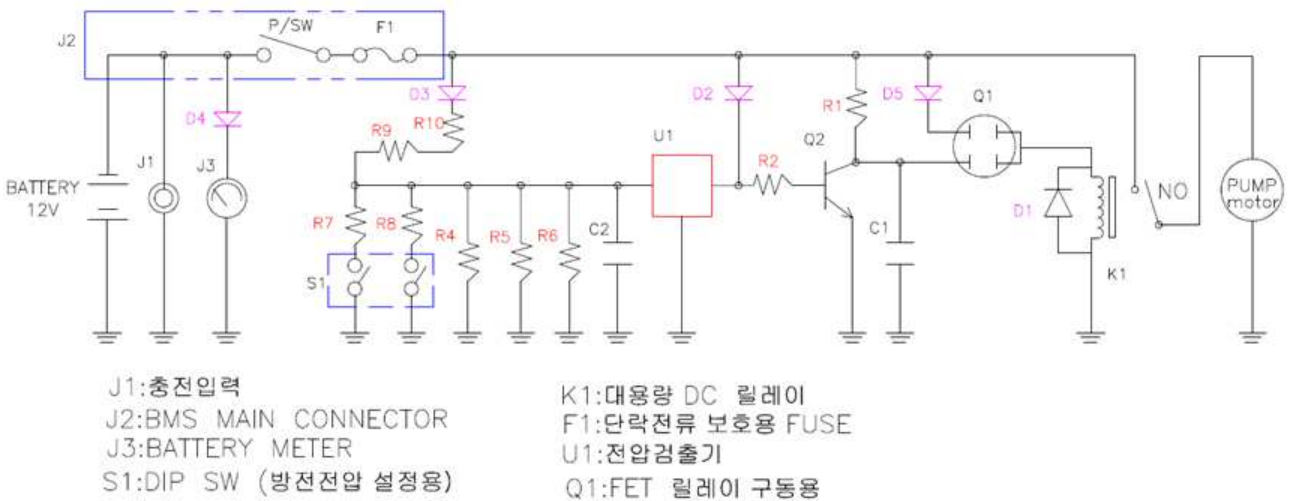 P/SW
F1
J2
D3
D2
D5
Q1
R1
D4
R10
R9
U1
Q2
J1
J3
R2
BATTERY
12V
NO
PUMP
motor
R7
R8
R4
R5
R6
C2
C1
D1
S1
K1
J1:충전입력
J2:BMS MAIN CONNECTOR
J3:BATTERY METER
S1:DIP SW (방전전압 설정용)
K1:대용량 DC 릴레이
F1:단락전류 보호용 FUSE
U1:전압검출기
Q1:FET 릴레이 구동용